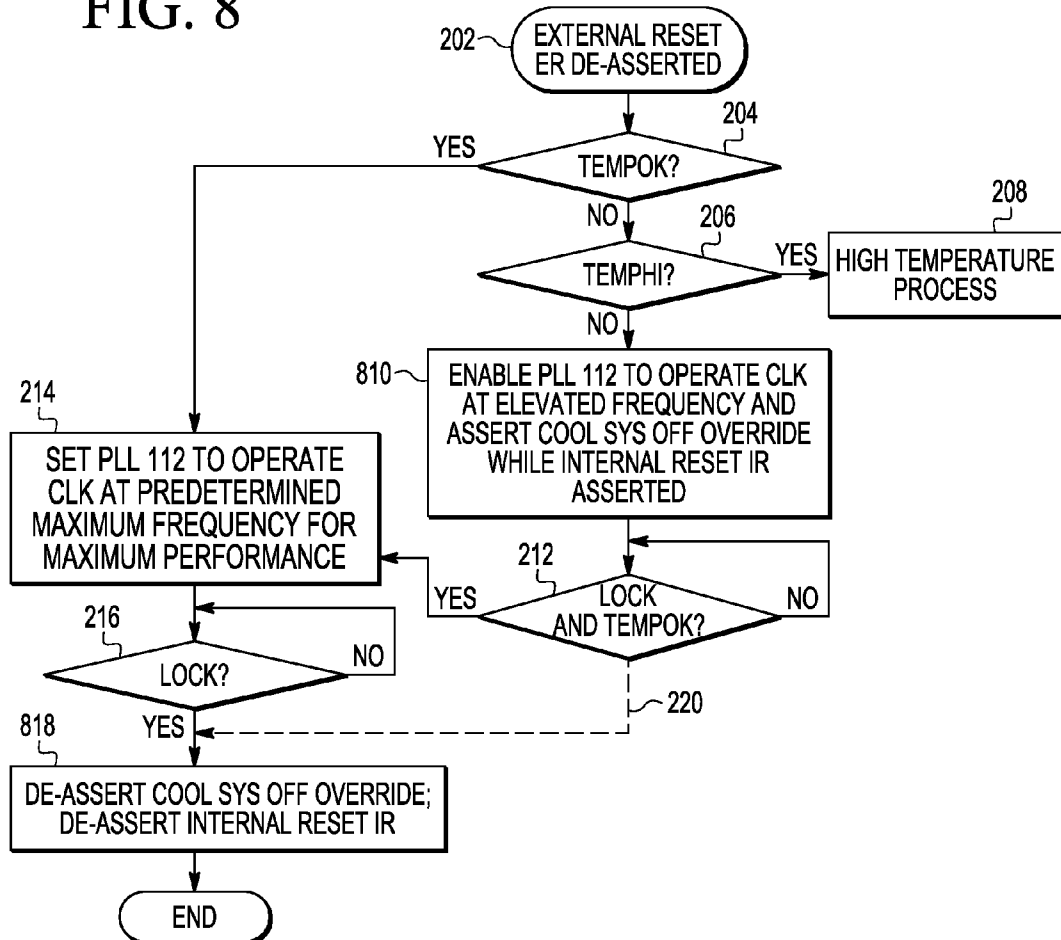 FIG. 8
202
EXTERNAL RESET
ER DE-ASSERTED
204
YES
TEMPOK?
NO
206
208
TEMPHI?
YES
HIGH TEMPERATURE
PROCESS
NO
810
ENABLE PLL 112 TO OPERATE CLK
AT ELEVATED FREQUENCY AND
ASSERT COOL SYS OFF OVERRIDE
WHILE INTERNAL RESET IR
ASSERTED
214
SET PLL 112 TO OPERATE
CLK AT PREDETERMINED
MAXIMUM FREQUENCY FOR
MAXIMUM PERFORMANCE
212
YES
LOCK
AND TEMPOK?
NO
216
LOCK?
NO
220
YES
818
DE-ASSERT COOL SYS OFF OVERRIDE;
DE-ASSERT INTERNAL RESET IR
END